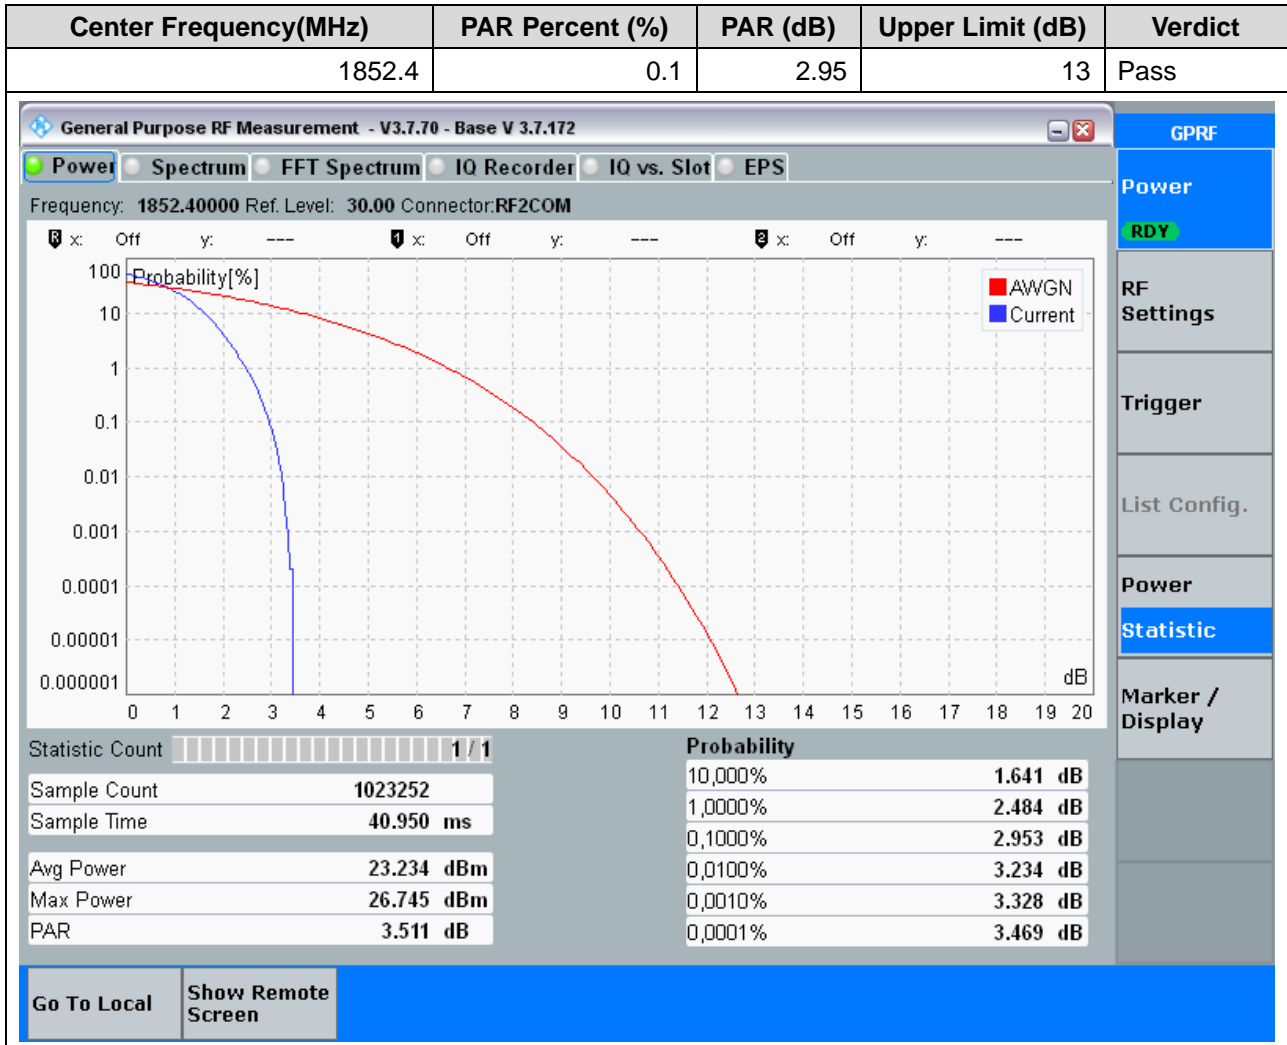 Center Frequency(MHz) PAR Percent (%) PAR (dB) Upper Limit (dB) Verdict
1852.4 0.1 2.95 13 Pass
General Purpose RF Measurement - V3.7.70 - Base V 3.7.172
GPRF
Power Spectrum FFT Spectrum IQ Recorder IQ vs. Slot EPS
Power
RDY
Frequency: 1852.40000 Ref. Level: 30.00 Connector:RF2COM
R x: Off y: --- 1 x: Off y: --- 2 x: Off y: ---
Probability[%]
AWGN
Current
100
10
1
0.1
0.01
0.001
0.0001
0.00001
0.000001
dB
0 1 2 3 4 5 6 7 8 9 10 11 12 13 14 15 16 17 18 19 20
RF
Settings
Trigger
List Config.
Power
Statistic
Marker /
Display
Statistic Count 1 / 1
Sample Count 1023252
Sample Time 40.950 ms
Avg Power 23.234 dBm
Max Power 26.745 dBm
PAR 3.511 dB
Probability
10,000% 1.641 dB
1,0000% 2.484 dB
0,1000% 2.953 dB
0,0100% 3.234 dB
0,0010% 3.328 dB
0,0001% 3.469 dB
Go To Local
Show Remote
Screen